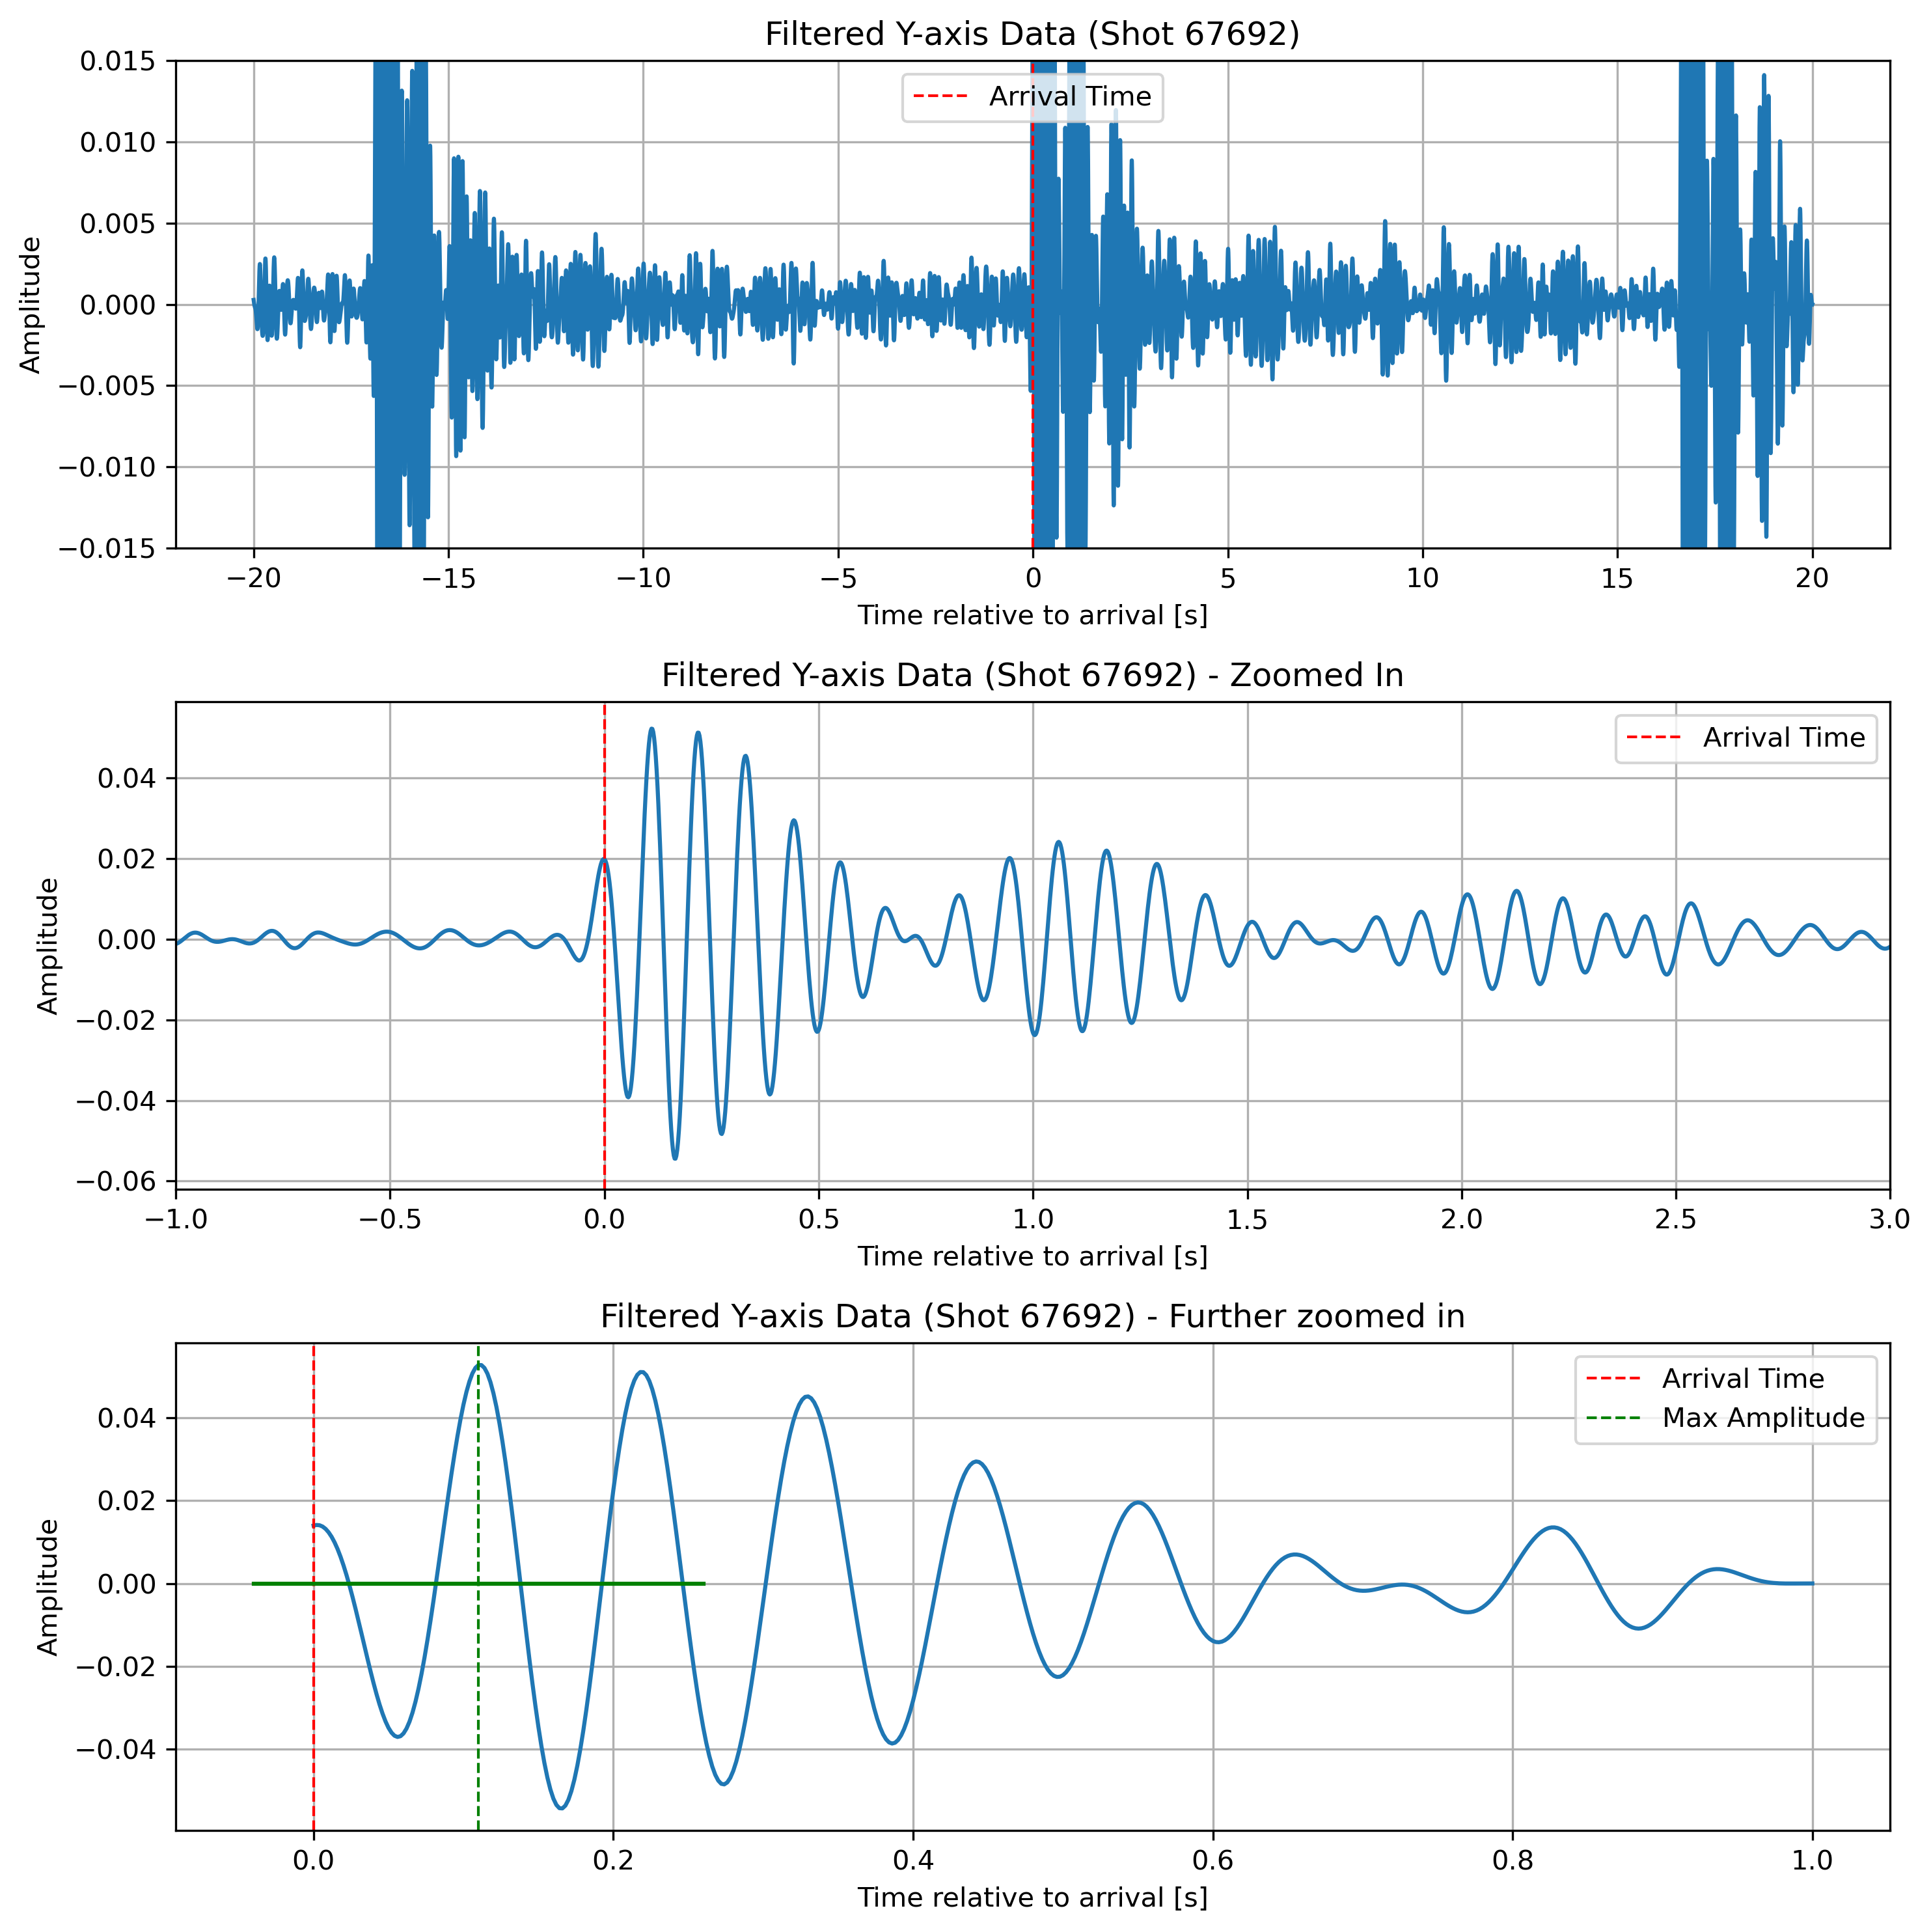 Filtered Y-axis Data (Shot 67692)
Amplitude
0.015
0.010
0.005
0.000
−0.005
−0.010
−0.015
Arrival Time
−20 −15 −10 −5 0 5 10 15 20
Time relative to arrival [s]
Filtered Y-axis Data (Shot 67692) - Zoomed In
Amplitude
0.04
0.02
0.00
−0.02
−0.04
−0.06
Arrival Time
−1.0 −0.5 0.0 0.5 1.0 1.5 2.0 2.5 3.0
Time relative to arrival [s]
Filtered Y-axis Data (Shot 67692) - Further zoomed in
Amplitude
0.04
0.02
0.00
−0.02
−0.04
Arrival Time
Max Amplitude
0.0 0.2 0.4 0.6 0.8 1.0
Time relative to arrival [s]